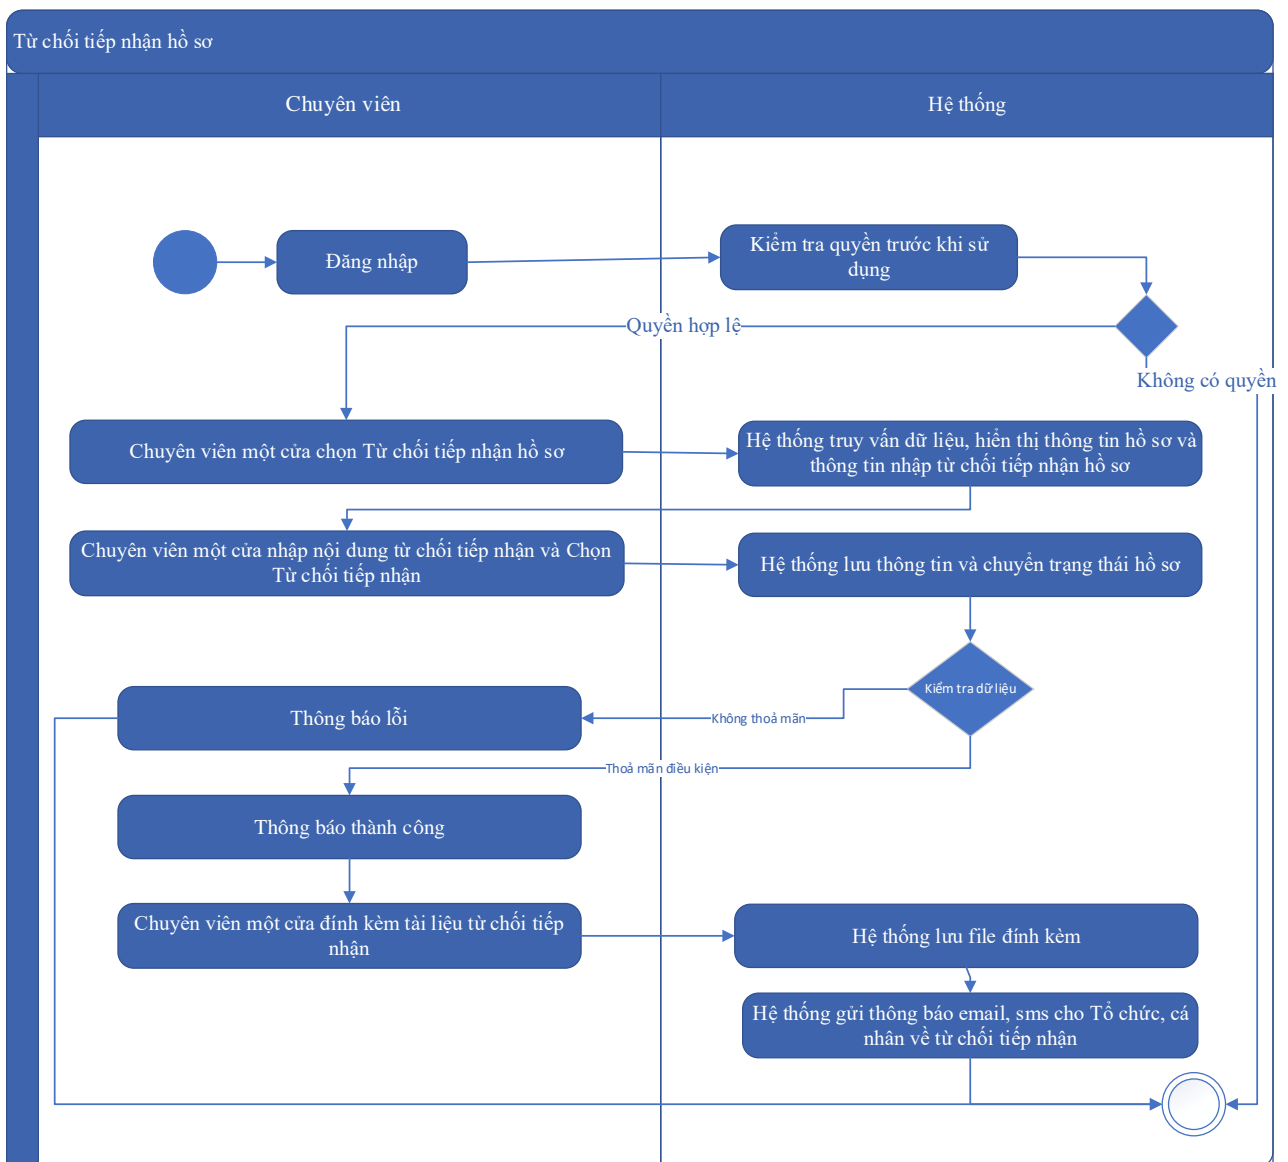 Từ chối tiếp nhận hồ sơ
Chuyên viên
Hệ thống
Đăng nhập
Kiểm tra quyền trước khi sử
dụng
Quyền hợp lệ
Không có quyền
Chuyên viên một cửa chọn Từ chối tiếp nhận hồ sơ
Hệ thống truy vấn dữ liệu, hiển thị thông tin hồ sơ và
thông tin nhập từ chối tiếp nhận hồ sơ
Chuyên viên một cửa nhập nội dung từ chối tiếp nhận và Chọn
Từ chối tiếp nhận
Hệ thống lưu thông tin và chuyển trạng thái hồ sơ
Kiểm tra dữ liệu
Thông báo lỗi
Không thoả mãn
Thoả mãn điều kiện
Thông báo thành công
Chuyên viên một cửa đính kèm tài liệu từ chối tiếp
nhận
Hệ thống lưu file đính kèm
Hệ thống gửi thông báo email, sms cho Tổ chức, cá
nhân về từ chối tiếp nhận